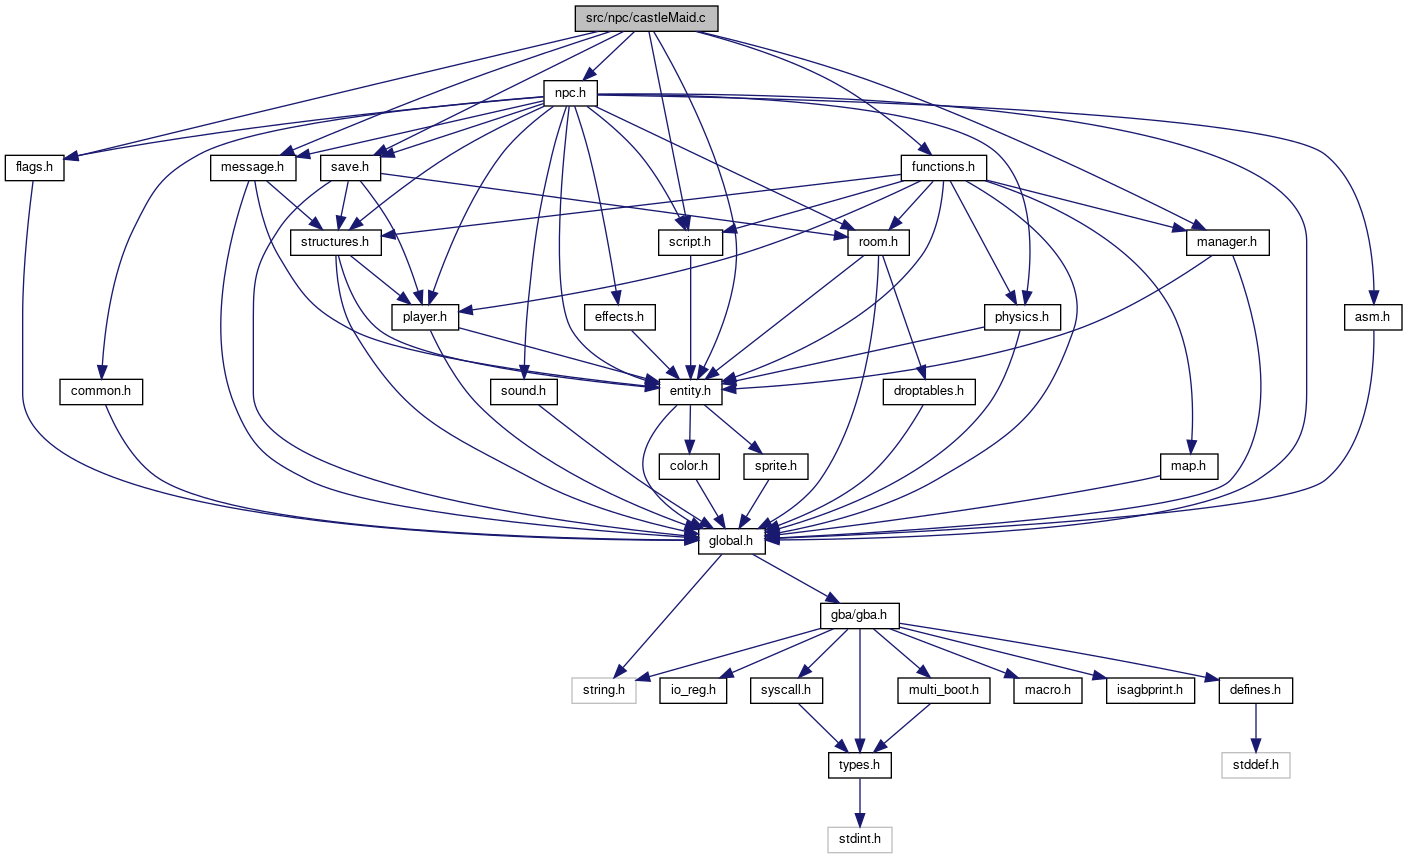 src/npc/castleMaid.c
npc.h
flags.h
message.h
save.h
functions.h
structures.h
script.h
room.h
manager.h
player.h
effects.h
physics.h
asm.h
common.h
sound.h
entity.h
droptables.h
color.h
sprite.h
map.h
global.h
gba/gba.h
string.h
io_reg.h
syscall.h
multi_boot.h
macro.h
isagbprint.h
defines.h
types.h
stddef.h
stdint.h